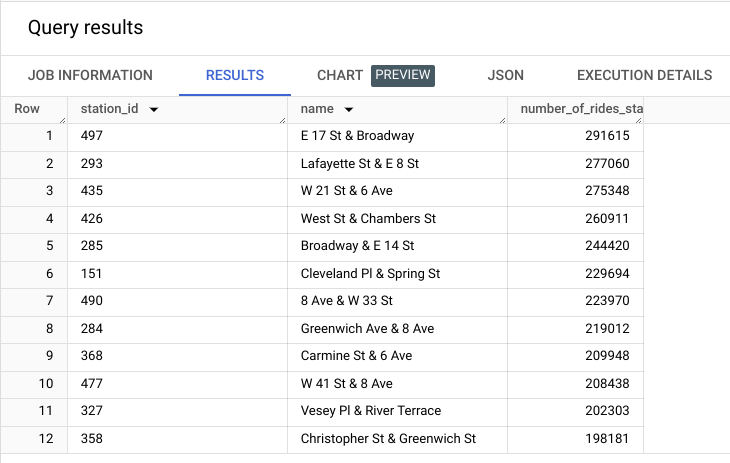 Query results
JOB INFORMATION RESULTS CHART PREVIEW JSON EXECUTION DETAILS
Row station_id name number_of_rides_sta
1 497 E 17 St & Broadway 291615
2 293 Lafayette St & E 8 St 277060
3 435 W 21 St & 6 Ave 275348
4 426 West St & Chambers St 260911
5 285 Broadway & E 14 St 244420
6 151 Cleveland Pl & Spring St 229694
7 490 8 Ave & W 33 St 223970
8 284 Greenwich Ave & 8 Ave 219012
9 368 Carmine St & 6 Ave 209948
10 477 W 41 St & 8 Ave 208438
11 327 Vesey Pl & River Terrace 202303
12 358 Christopher St & Greenwich St 198181